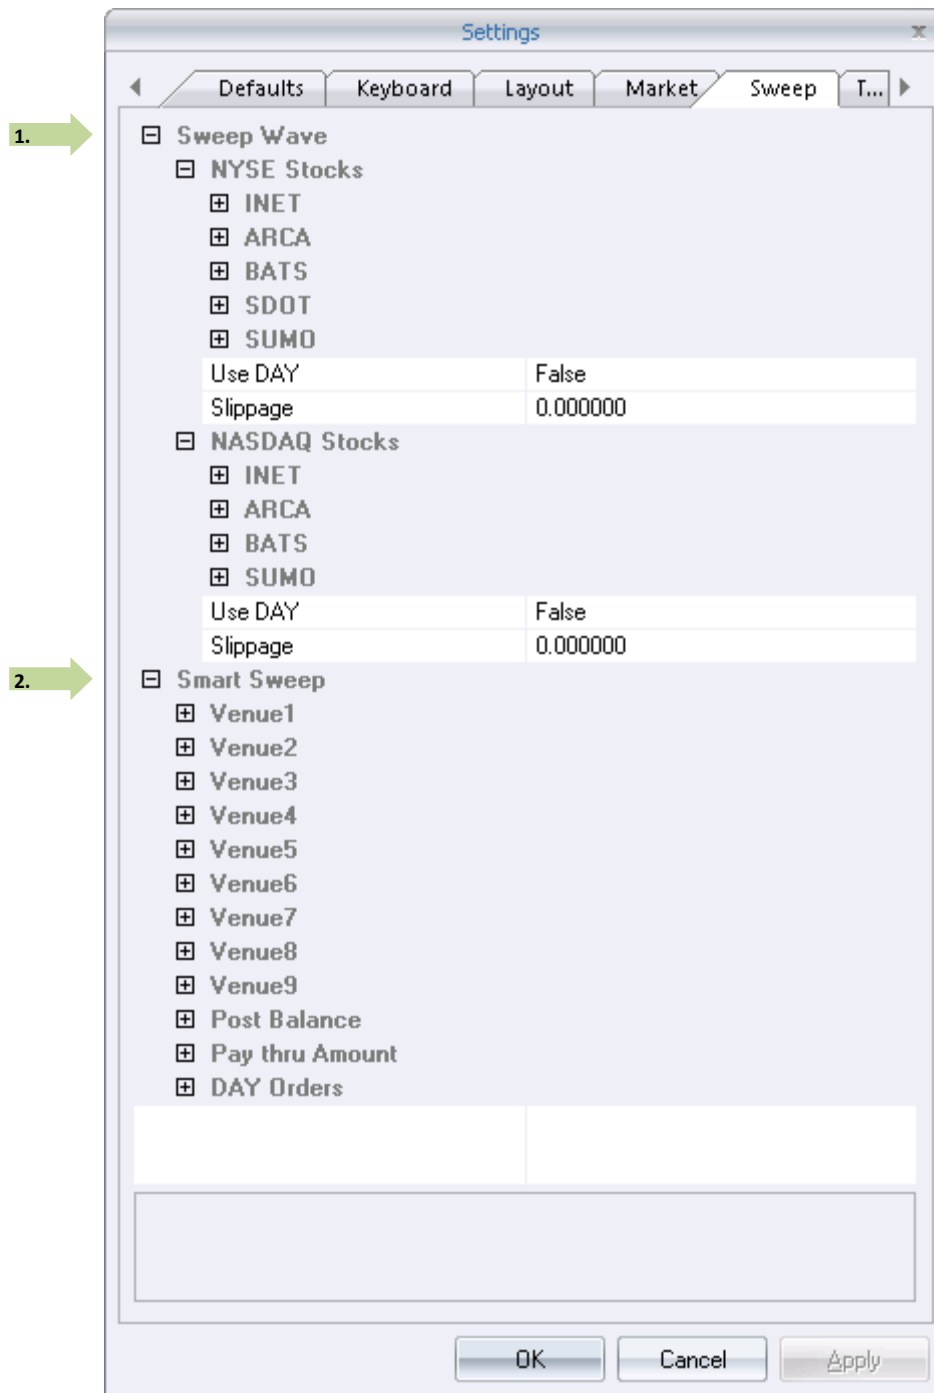 Settings x
Defaults Keyboard Layout Market Sweep T...
1. Sweep Wave
NYSE Stocks
INET
ARCA
BATS
SDOT
SUMO
Use DAY False
Slippage 0.000000
NASDAQ Stocks
INET
ARCA
BATS
SUMO
Use DAY False
Slippage 0.000000
2. Smart Sweep
Venue1
Venue2
Venue3
Venue4
Venue5
Venue6
Venue7
Venue8
Venue9
Post Balance
Pay thru Amount
DAY Orders
OK Cancel Apply